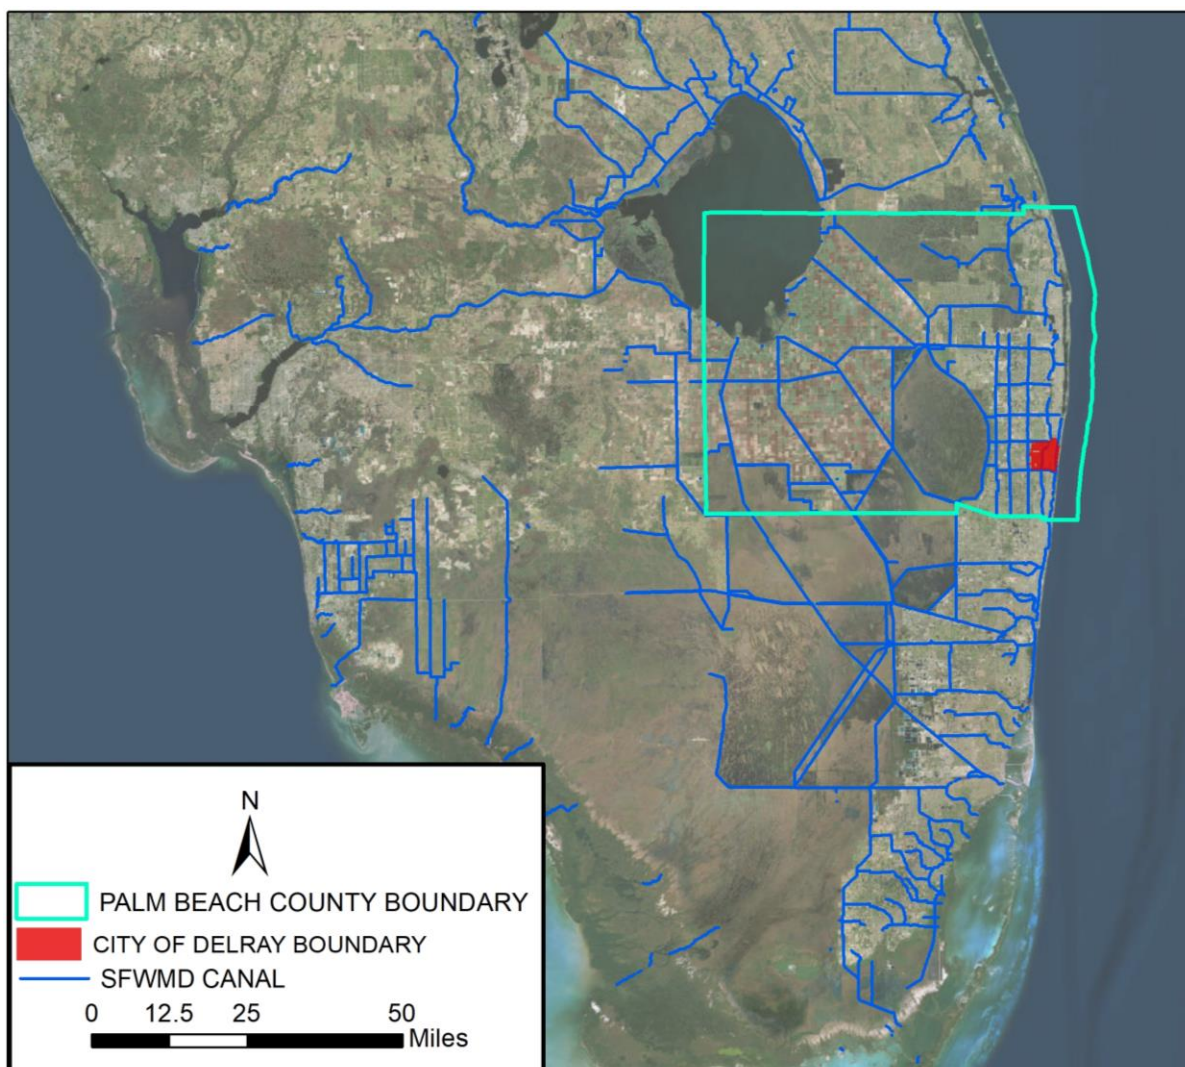 N
PALM BEACH COUNTY BOUNDARY
CITY OF DELRAY BOUNDARY
SFWMD CANAL
0 12.5 25 50
Miles